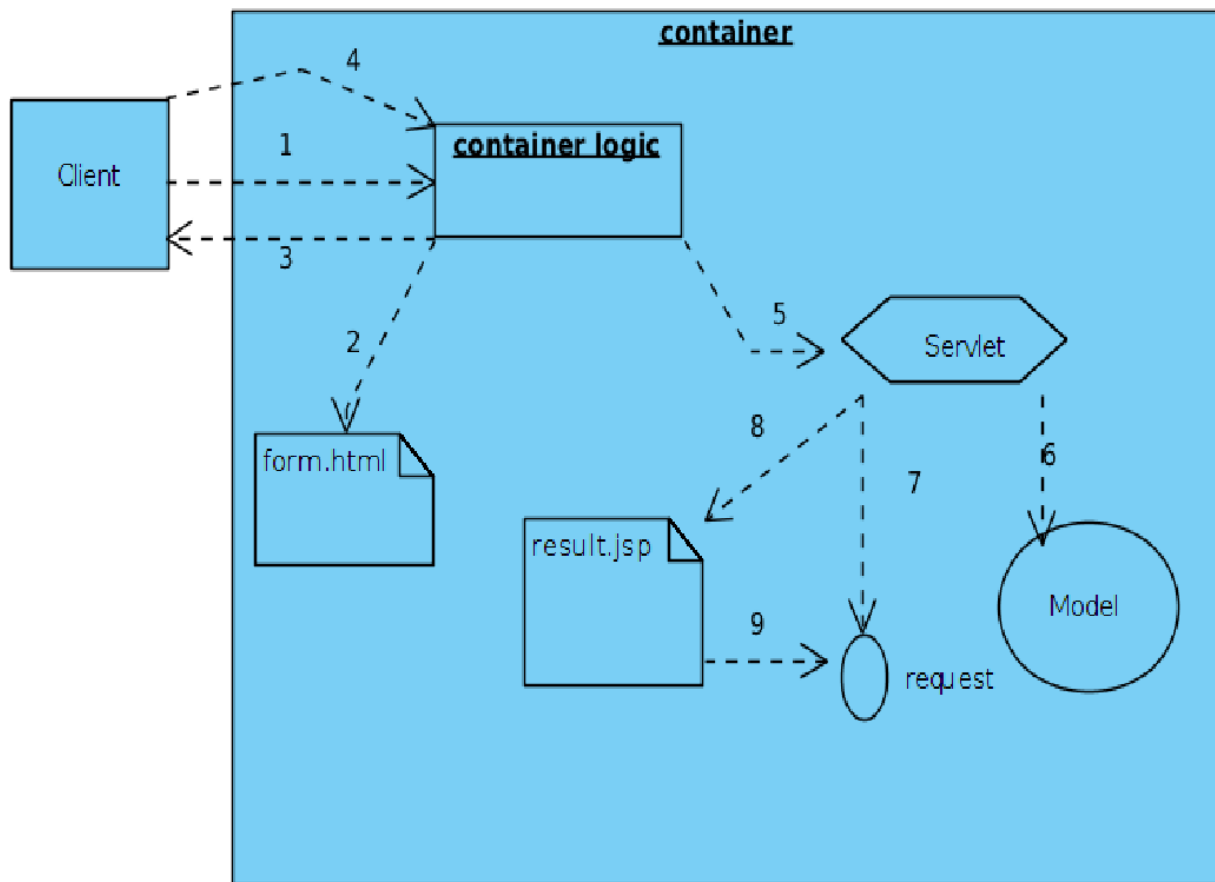 container
4
container logic
1
Client
3
5
2
Servlet
8
6
form.html
7
result.jsp
9
Model
request